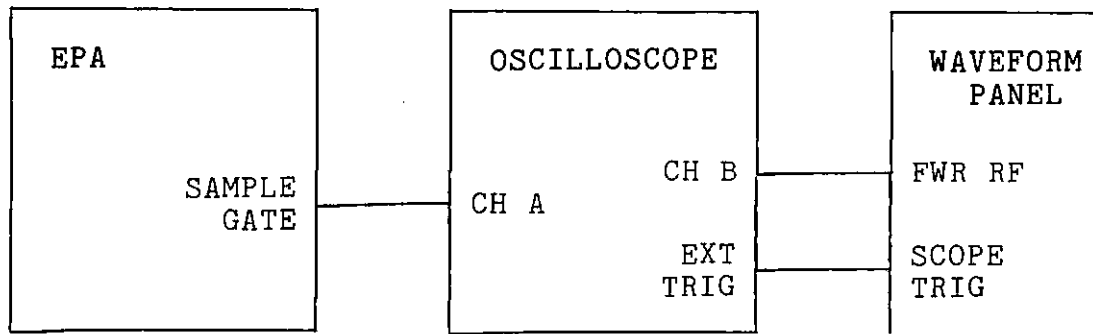 EPA
SAMPLE
GATE
OSCILLOSCOPE
CH A
CH B
EXT
TRIG
WAVEFORM
PANEL
FWR RF
SCOPE
TRIG